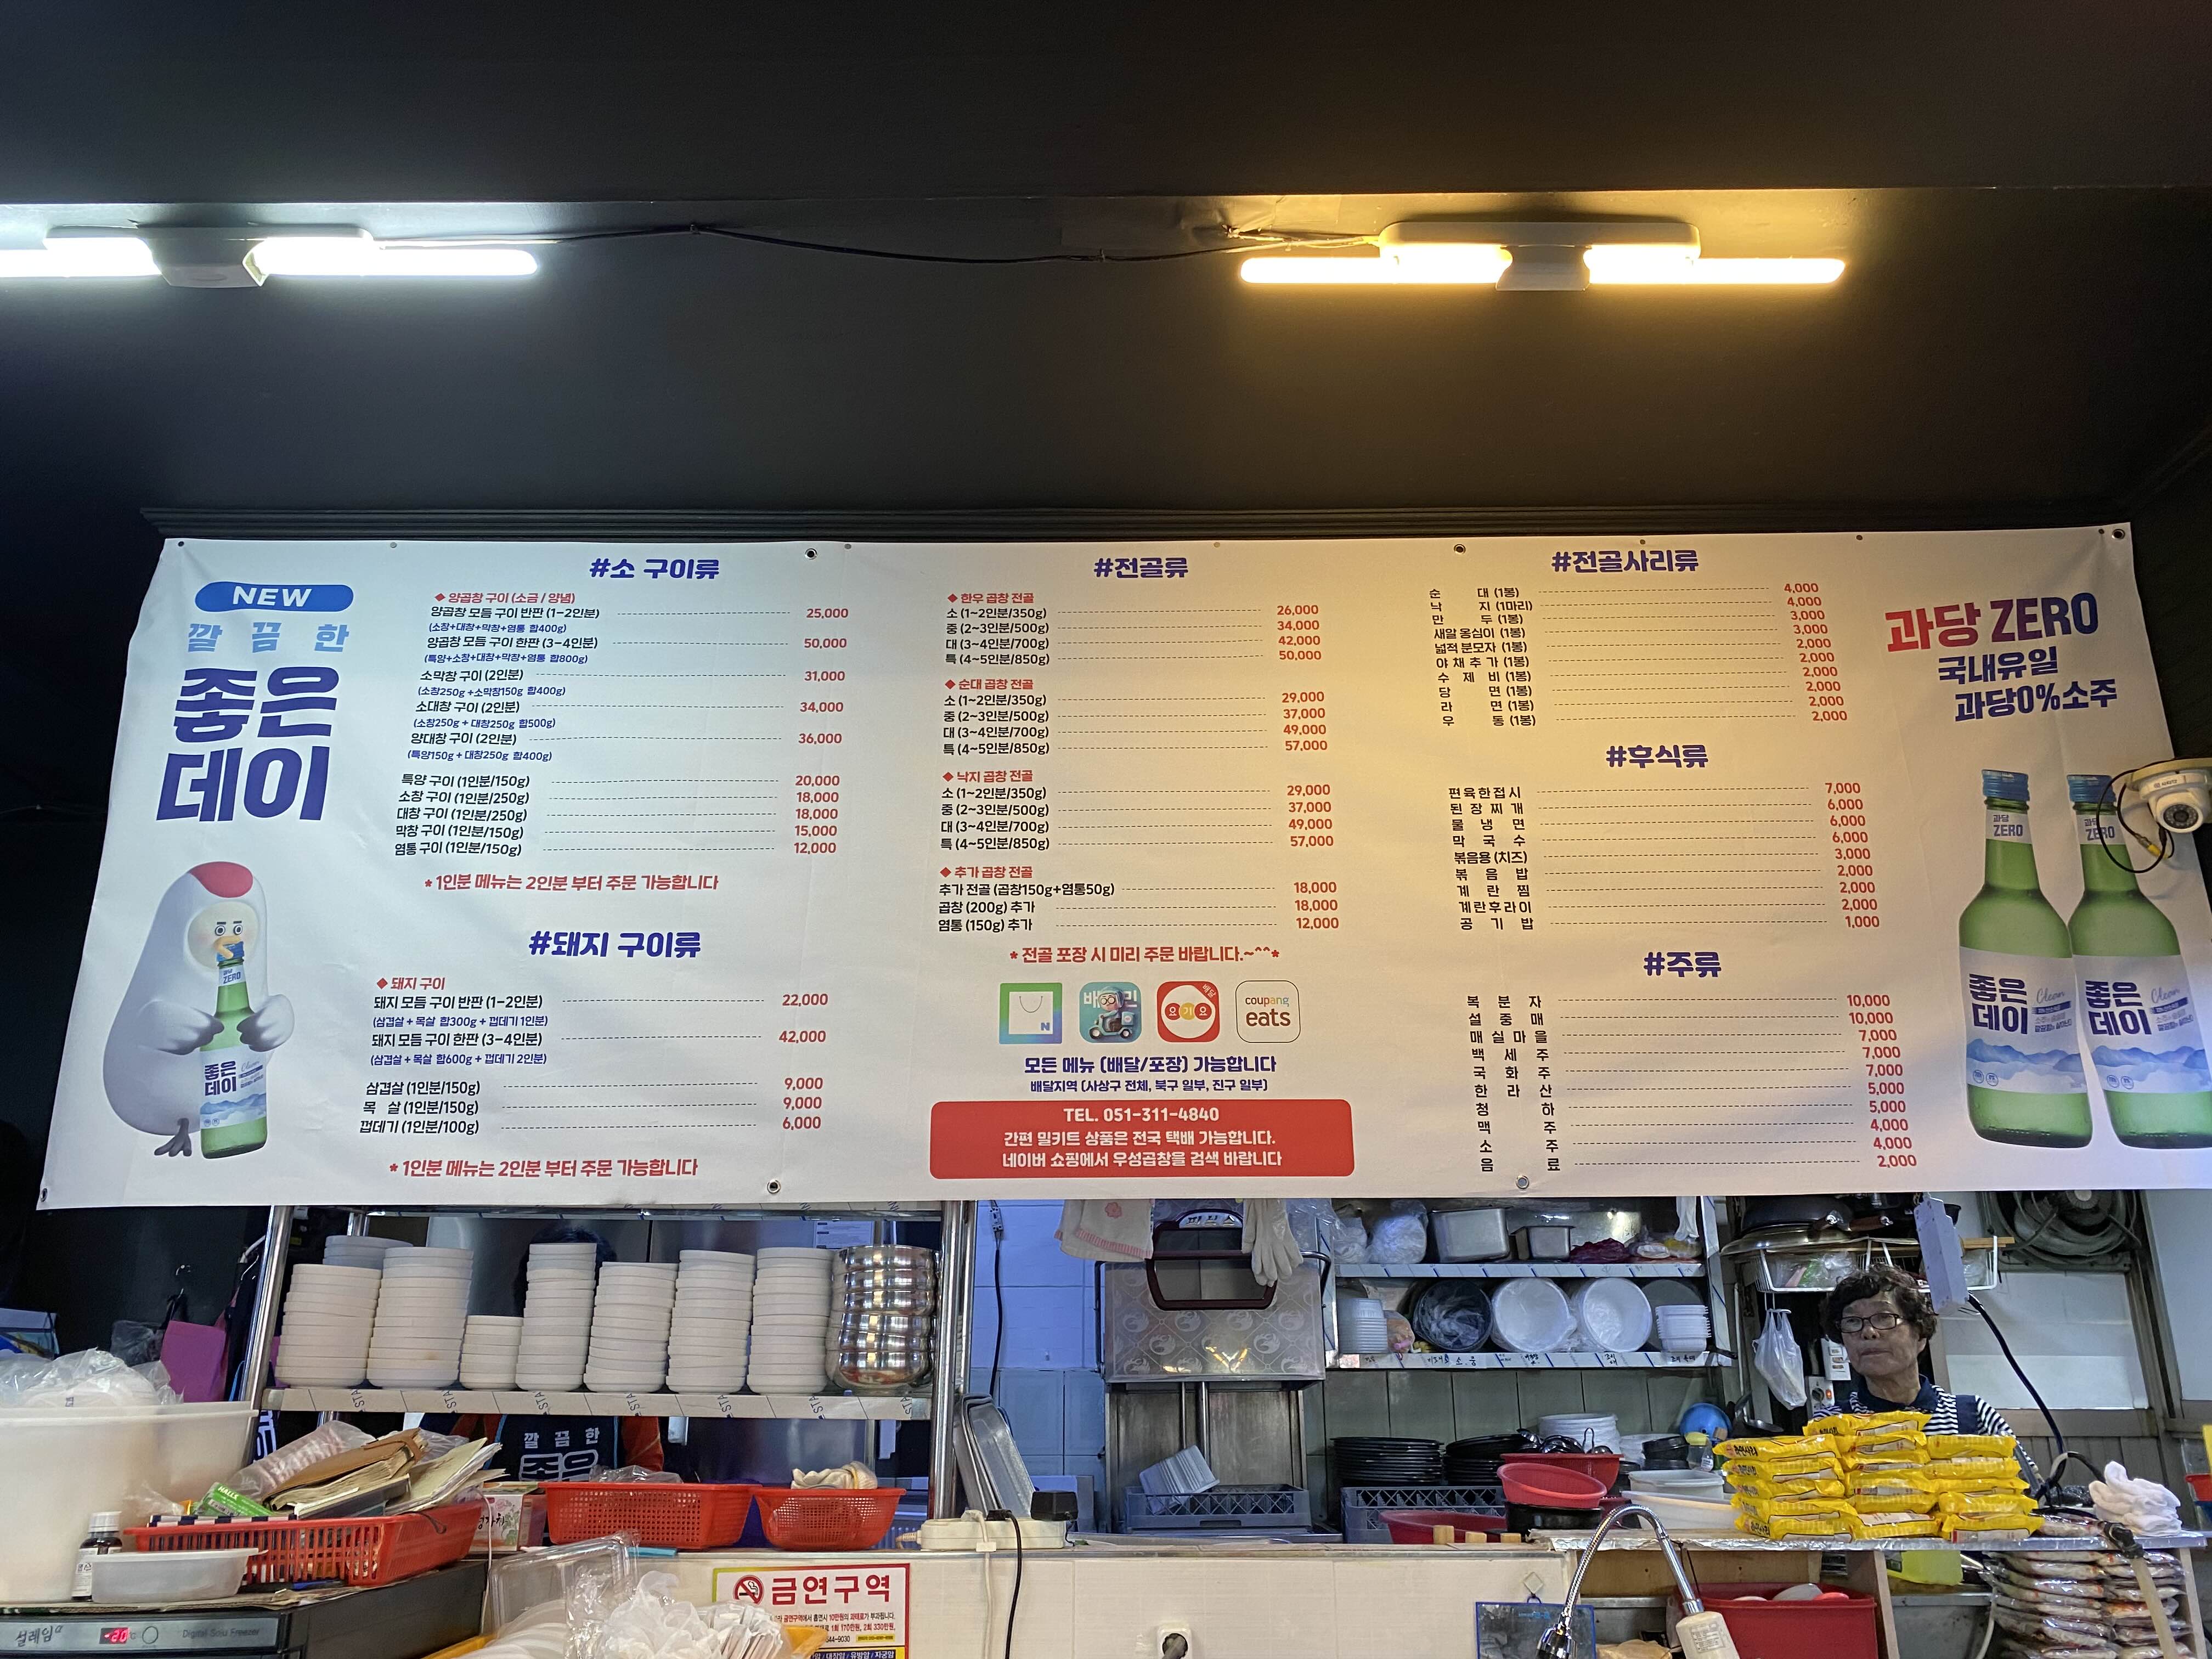 NEW
깔끔한
좋은
데이
#소 구이류
◆ 양곱창 구이 (소금 / 양념)
양곱창 모듬 구이 반판 (1-2인분) 25,000
(소창+대창+막창+염통 합400g)
양곱창 모듬 구이 한판 (3-4인분) 50,000
(특양+소창+대창+막창+염통 합800g)
소막창 구이 (2인분) 31,000
(소창250g +소막창150g 합400g)
소대창 구이 (2인분) 34,000
(소창250g + 대창250g 합500g)
양대창 구이 (2인분) 36,000
(특양150g + 대창250g 합400g)
특양 구이 (1인분/150g) 20,000
소창 구이 (1인분/250g) 18,000
대창 구이 (1인분/250g) 18,000
막창 구이 (1인분/150g) 15,000
염통 구이 (1인분/150g) 12,000
* 1인분 메뉴는 2인분 부터 주문 가능합니다
#돼지 구이류
◆ 돼지 구이
돼지 모듬 구이 반판 (1-2인분) 22,000
(삼겹살 + 목살 합300g + 껍데기 1인분)
돼지 모듬 구이 한판 (3-4인분) 42,000
(삼겹살 + 목살 합600g + 껍데기 2인분)
삼겹살 (1인분/150g) 9,000
목 살 (1인분/150g) 9,000
껍데기 (1인분/100g) 6,000
* 1인분 메뉴는 2인분 부터 주문 가능합니다
#전골류
◆ 한우 곱창 전골
소 (1~2인분/350g) 26,000
중 (2~3인분/500g) 34,000
대 (3~4인분/700g) 42,000
특 (4~5인분/850g) 50,000
◆ 순대 곱창 전골
소 (1~2인분/350g) 29,000
중 (2~3인분/500g) 37,000
대 (3~4인분/700g) 49,000
특 (4~5인분/850g) 57,000
◆ 낙지 곱창 전골
소 (1~2인분/350g) 29,000
중 (2~3인분/500g) 37,000
대 (3~4인분/700g) 49,000
특 (4~5인분/850g) 57,000
◆ 추가 곱창 전골
추가 전골 (곱창150g+염통50g) 18,000
곱창 (200g) 추가 18,000
염통 (150g) 추가 12,000
* 전골 포장 시 미리 주문 바랍니다.~^^*
N
요기요
배달
coupang
eats
모든 메뉴 (배달/포장) 가능합니다
배달지역 (사상구 전체, 북구 일부, 진구 일부)
TEL. 051-311-4840
간편 밀키트 상품은 전국 택배 가능합니다.
네이버 쇼핑에서 우성곱창을 검색 바랍니다
#전골사리류
순 대 (1봉) 4,000
낙 지 (1마리) 4,000
만 두 (1봉) 3,000
새알 옹심이 (1봉) 3,000
넓적 분모자 (1봉) 2,000
야 채 추 가 (1봉) 2,000
수 제 비 (1봉) 2,000
당 면 (1봉) 2,000
라 면 (1봉) 2,000
우 동 (1봉) 2,000
#후식류
편육한접시 7,000
된 장 찌 개 6,000
물 냉 면 6,000
막 국 수 6,000
볶음용 (치즈) 3,000
볶 음 밥 2,000
계 란 찜 2,000
계란후라이 2,000
공 기 밥 1,000
#주류
복 분 자 10,000
설 중 매 10,000
매 실 마 을 7,000
백 세 주 7,000
국 화 주 7,000
한 라 산 5,000
청 하 5,000
맥 주 4,000
소 주 4,000
음 료 2,000
과당 ZERO
국내유일
과당0%소주
과당
ZERO
좋은
데이
Clean
과당
ZERO
좋은
데이
Clean
과당
ZERO
좋은
데이
깔끔한
좋은
금연구역
설레임
Digital Solu Freezer